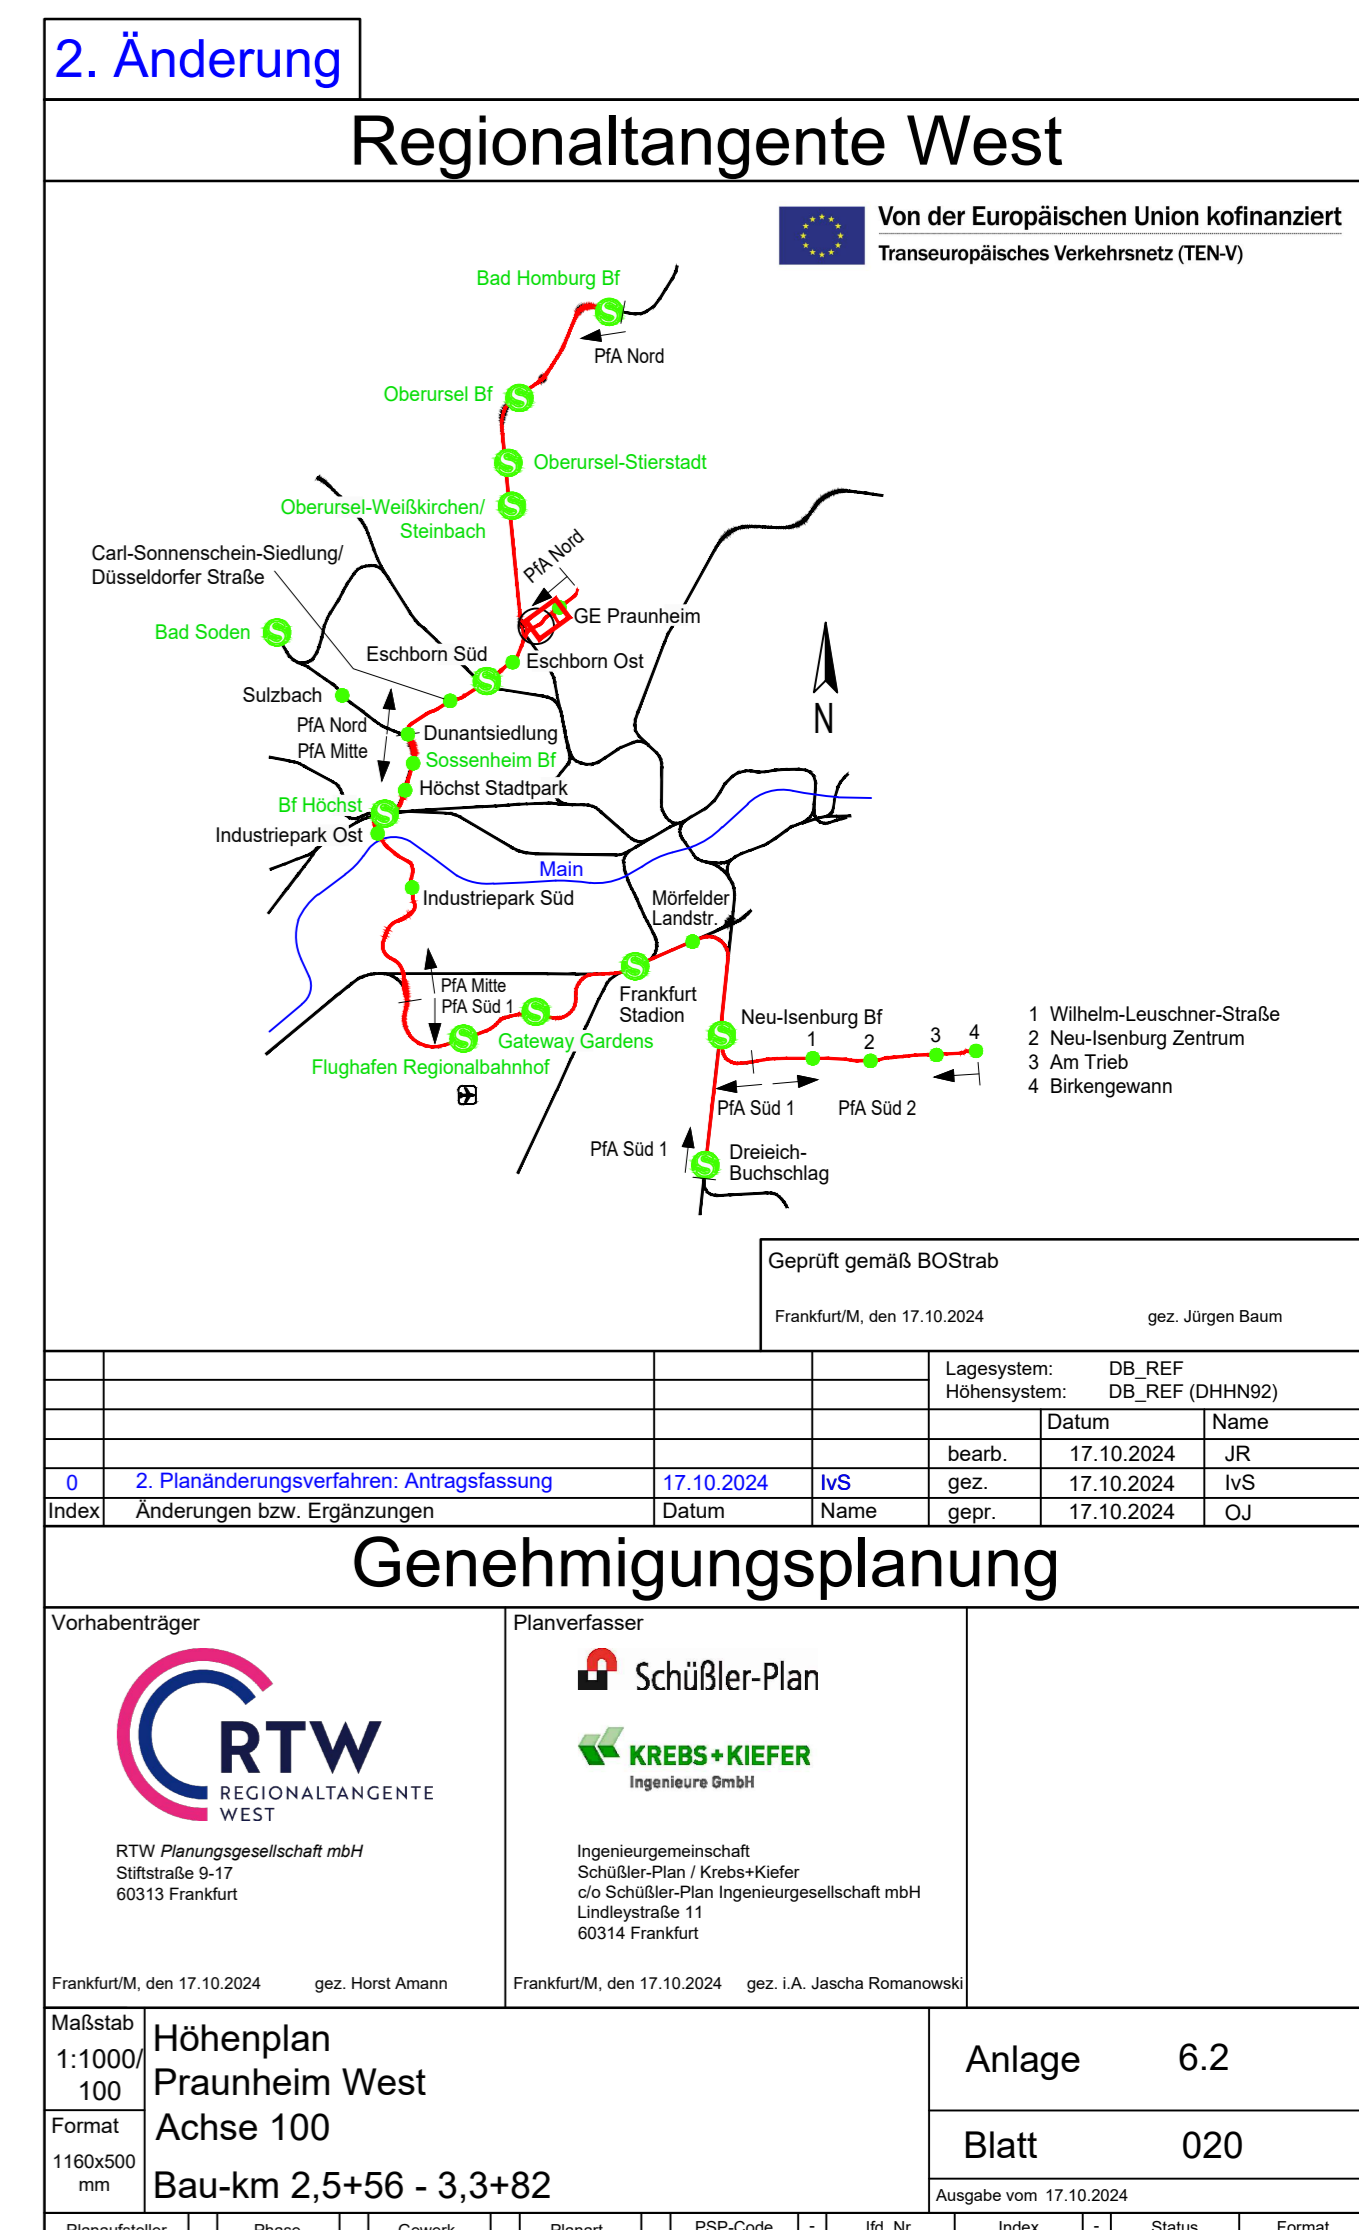 2. Änderung
Regionaltangente West
Von der Europäischen Union kofinanziert
Transeuropäisches Verkehrsnetz (TEN-V)
Bad Homburg Bf
PfA Nord
Oberursel Bf
Oberursel-Stierstadt
Oberursel-Weißkirchen/
Steinbach
PfA Nord
Carl-Sonnenschein-Siedlung/
Düsseldorfer Straße
GE Praunheim
Bad Soden
Eschborn Süd
Eschborn Ost
Sulzbach
PfA Nord
PfA Mitte
Dunantsiedlung
Sossenheim Bf
Höchst Stadtpark
Bf Höchst
Industriepark Ost
N
Main
Industriepark Süd
Mörfelder
Landstr.
PfA Mitte
PfA Süd 1
Frankfurt
Stadion
Gateway Gardens
Flughafen Regionalbahnhof
Neu-Isenburg Bf
1
2
3
4
1 Wilhelm-Leuschner-Straße
2 Neu-Isenburg Zentrum
3 Am Trieb
4 Birkengewann
PfA Süd 1
PfA Süd 2
PfA Süd 1
Dreieich-
Buchschlag
Geprüft gemäß BOStrab
Frankfurt/M, den 17.10.2024 gez. Jürgen Baum
Lagesystem: DB_REF
Höhensystem: DB_REF (DHHN92)
Datum Name
bearb. 17.10.2024 JR
0 2. Planänderungsverfahren: Antragsfassung 17.10.2024 IvS gez. 17.10.2024 IvS
Index Änderungen bzw. Ergänzungen Datum Name gepr. 17.10.2024 OJ
Genehmigungsplanung
Vorhabenträger
RTW
REGIONALTANGENTE
WEST
RTW Planungsgesellschaft mbH
Stiftstraße 9-17
60313 Frankfurt
Frankfurt/M, den 17.10.2024 gez. Horst Amann
Planverfasser
Schüßler-Plan
KREBS+KIEFER
Ingenieure GmbH
Ingenieurgemeinschaft
Schüßler-Plan / Krebs+Kiefer
c/o Schüßler-Plan Ingenieurgesellschaft mbH
Lindleystraße 11
60314 Frankfurt
Frankfurt/M, den 17.10.2024 gez. i.A. Jascha Romanowski
Maßstab
1:1000/
100
Format
1160x500
mm
Höhenplan
Praunheim West
Achse 100
Bau-km 2,5+56 - 3,3+82
Anlage 6.2
Blatt 020
Ausgabe vom 17.10.2024
Planaufsteller Phase Gewerk Planart PSP-Code - lfd. Nr. Index - Status Format